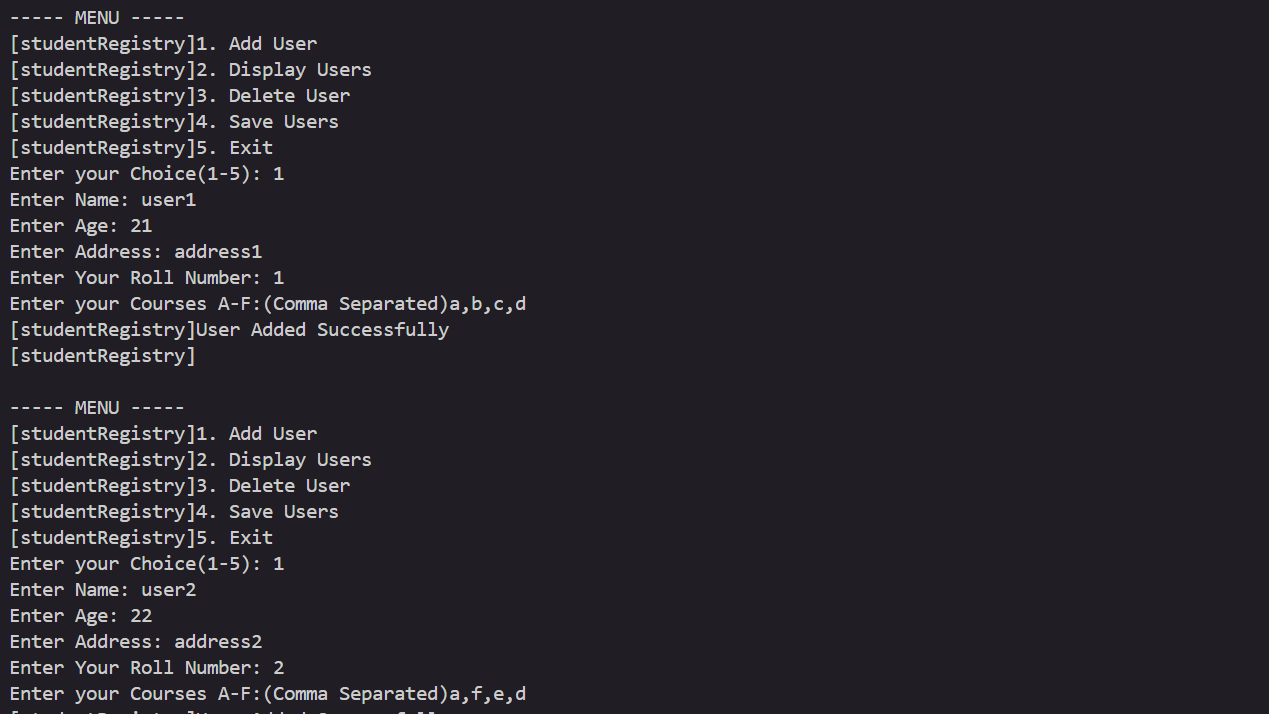 ----- MENU -----
[studentRegistry]1. Add User
[studentRegistry]2. Display Users
[studentRegistry]3. Delete User
[studentRegistry]4. Save Users
[studentRegistry]5. Exit
Enter your Choice(1-5): 1
Enter Name: user1
Enter Age: 21
Enter Address: address1
Enter Your Roll Number: 1
Enter your Courses A-F:(Comma Separated)a,b,c,d
[studentRegistry]User Added Successfully
[studentRegistry]
----- MENU -----
[studentRegistry]1. Add User
[studentRegistry]2. Display Users
[studentRegistry]3. Delete User
[studentRegistry]4. Save Users
[studentRegistry]5. Exit
Enter your Choice(1-5): 1
Enter Name: user2
Enter Age: 22
Enter Address: address2
Enter Your Roll Number: 2
Enter your Courses A-F:(Comma Separated)a,f,e,d